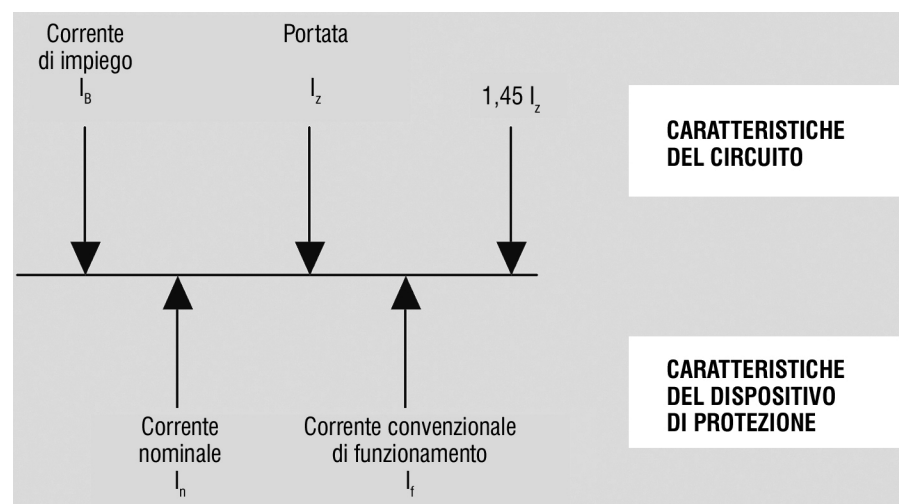 Corrente
di impiego
I_B
Portata
I_z
1,45 I_z
CARATTERISTICHE
DEL CIRCUITO
Corrente
nominale
I_n
Corrente convenzionale
di funzionamento
I_f
CARATTERISTICHE
DEL DISPOSITIVO
DI PROTEZIONE